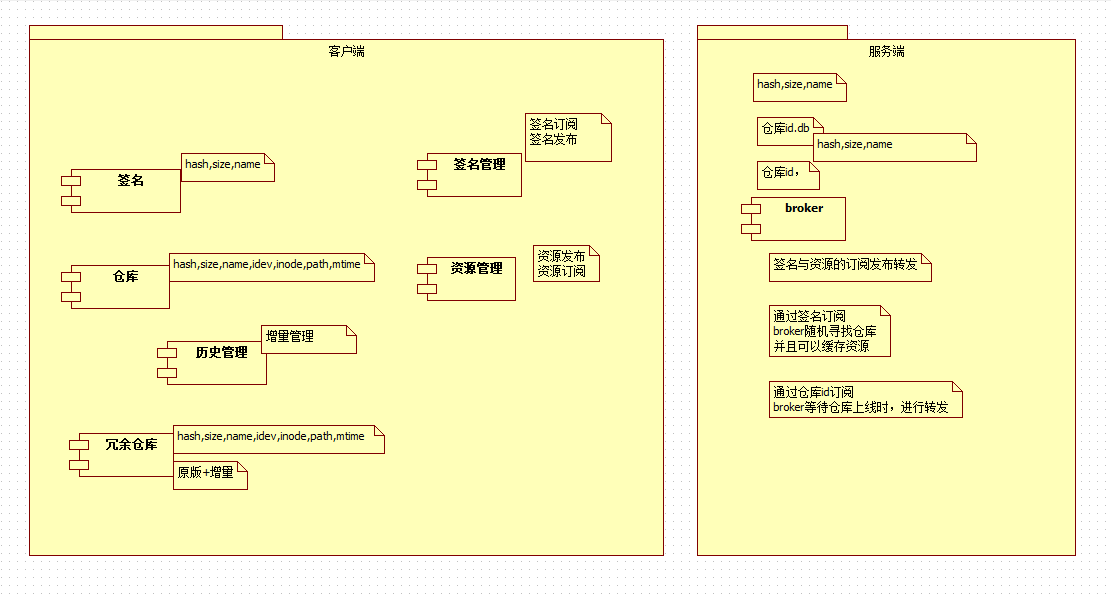 客户端
签名
hash,size,name
签名管理
签名订阅
签名发布
仓库
hash,size,name,idev,inode,path,mtime
资源管理
资源发布
资源订阅
历史管理
增量管理
冗余仓库
hash,size,name,idev,inode,path,mtime
原版+增量
服务端
hash,size,name
仓库id.db
hash,size,name
仓库id，
broker
签名与资源的订阅发布转发
通过签名订阅
broker随机寻找仓库
并且可以缓存资源
通过仓库id订阅
broker等待仓库上线时，进行转发